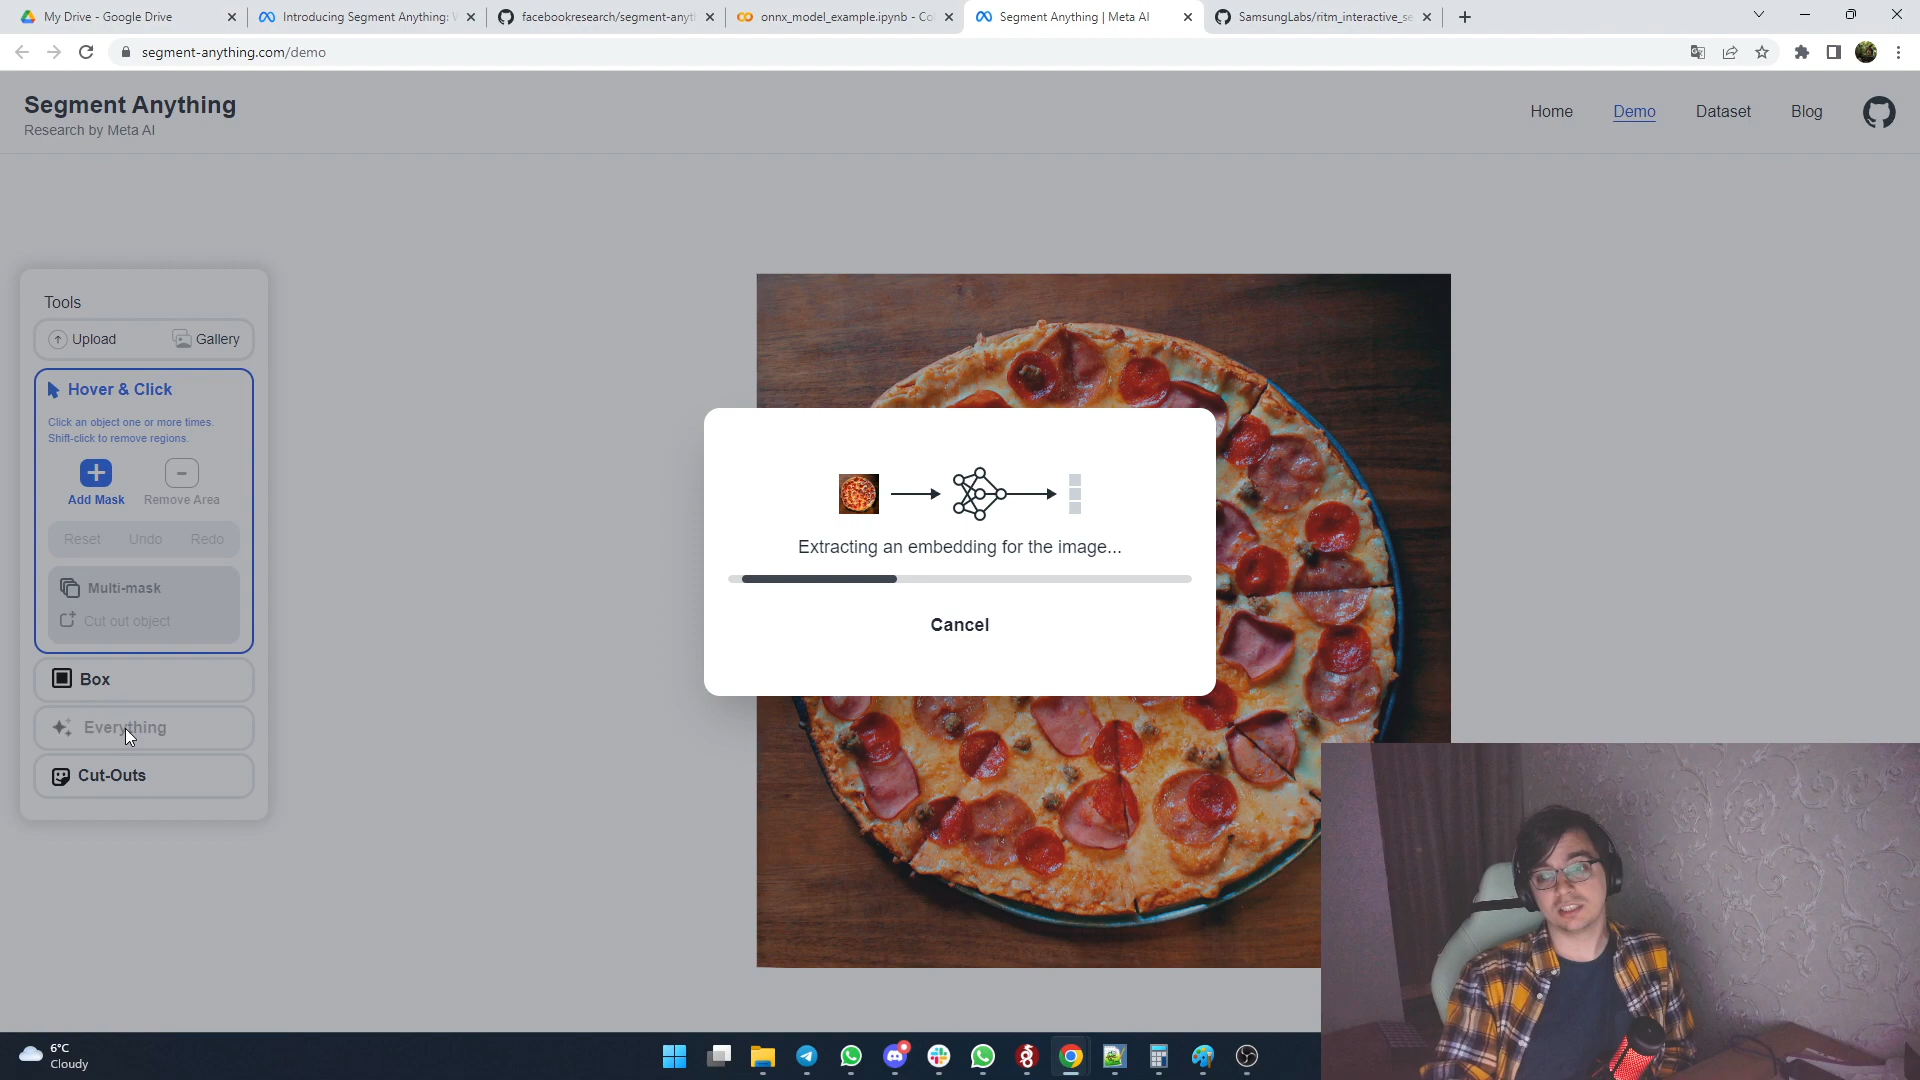 My Drive - Google Drive
Introducing Segment Anything:
facebookresearch/segment-anyt
onnx_model_example.ipynb - Co
Segment Anything | Meta AI
SamsungLabs/ritm_interactive_se
segment-anything.com/demo
Segment Anything
Research by Meta AI
Home
Demo
Dataset
Blog
Tools
Upload
Gallery
Hover & Click
Click an object one or more times.
Shift-click to remove regions.
Add Mask
Remove Area
Reset
Undo
Redo
Multi-mask
Cut out object
Box
Everything
Cut-Outs
Extracting an embedding for the image...
Cancel
6°C
Cloudy